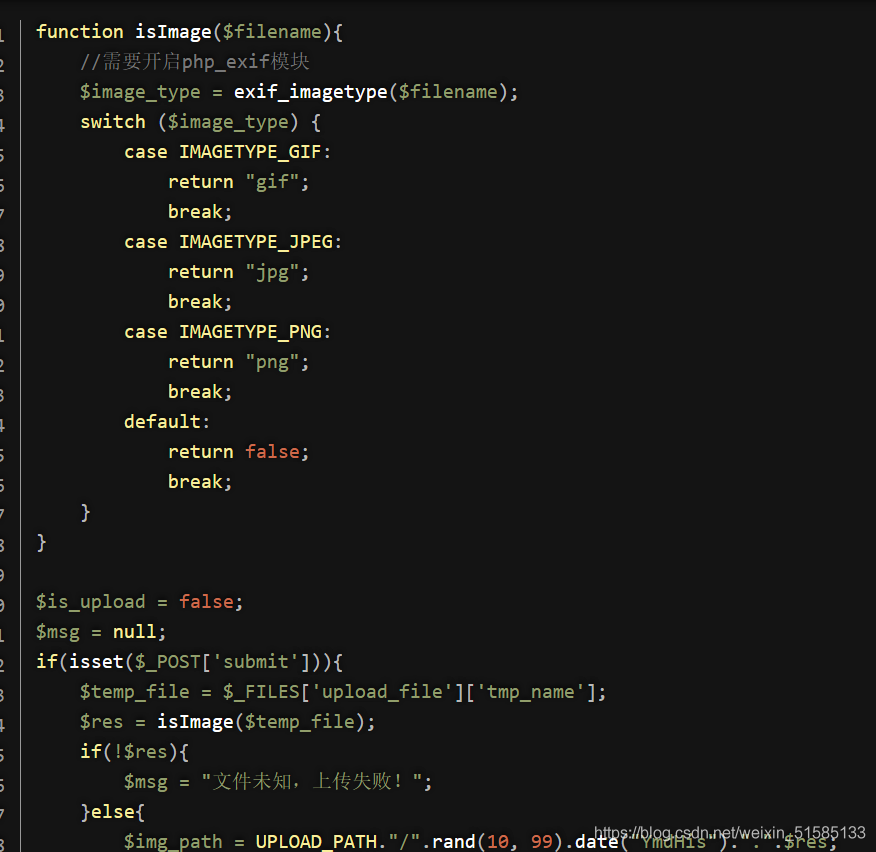 function isImage($filename){
//需要开启php_exif模块
$image_type = exif_imagetype($filename);
switch ($image_type) {
case IMAGETYPE_GIF:
return "gif";
break;
case IMAGETYPE_JPEG:
return "jpg";
break;
case IMAGETYPE_PNG:
return "png";
break;
default:
return false;
break;
}
}
$is_upload = false;
$msg = null;
if(isset($_POST['submit'])){
$temp_file = $_FILES['upload_file']['tmp_name'];
$res = isImage($temp_file);
if(!$res){
$msg = "文件未知，上传失败！";
}else{
$img_path = UPLOAD_PATH."/".rand(10, 99).date("YmdHis").".".$res;
https://blog.csdn.net/weixin_51585133